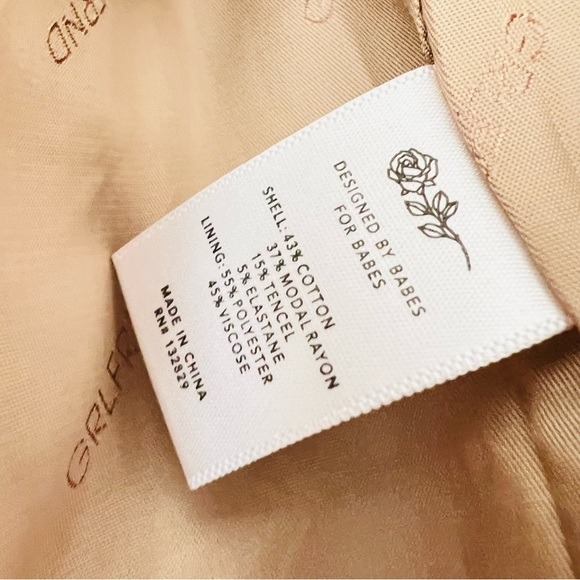 DESIGNED BY BABES
FOR BABES
SHELL: 43% COTTON
37% MODAL RAYON
15% TENCEL
5% ELASTANE
LINING: 55% POLYESTER
45% VISCOSE
MADE IN CHINA
RN# 132829
GRLFR